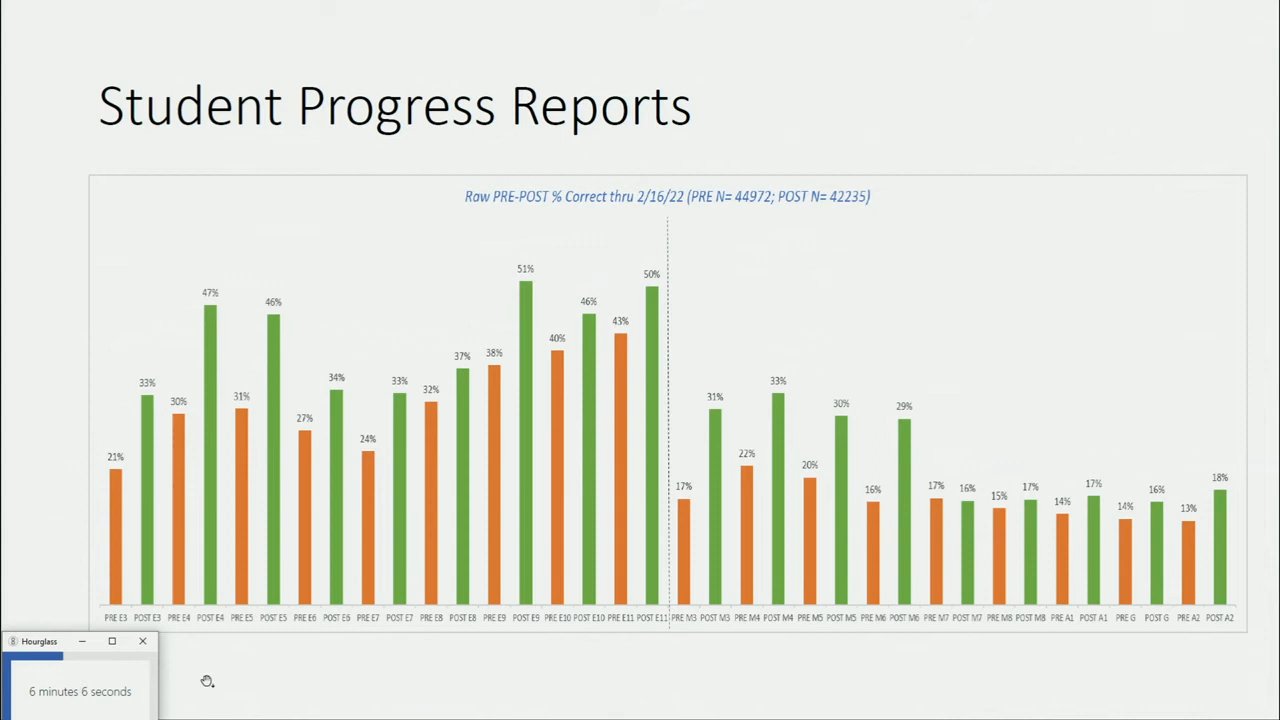 Student Progress Reports
Raw PRE-POST % Correct thru 2/16/22 (PRE N= 44972; POST N= 42235)
21% 33% 30% 47% 31% 46% 27% 34% 24% 33% 32% 37% 38% 51% 40% 46% 43% 50% 17% 31% 22% 33% 20% 30% 16% 29% 17% 16% 15% 17% 14% 17% 14% 16% 13% 18%
PRE E3 POST E3 PRE E4 POST E4 PRE E5 POST E5 PRE E6 POST E6 PRE E7 POST E7 PRE E8 POST E8 PRE E9 POST E9 PRE E10 POST E10 PRE E11 POST E11 PRE M3 POST M3 PRE M4 POST M4 PRE M5 POST M5 PRE M6 POST M6 PRE M7 POST M7 PRE M8 POST M8 PRE A1 POST A1 PRE G POST G PRE A2 POST A2
Hourglass
6 minutes 6 seconds